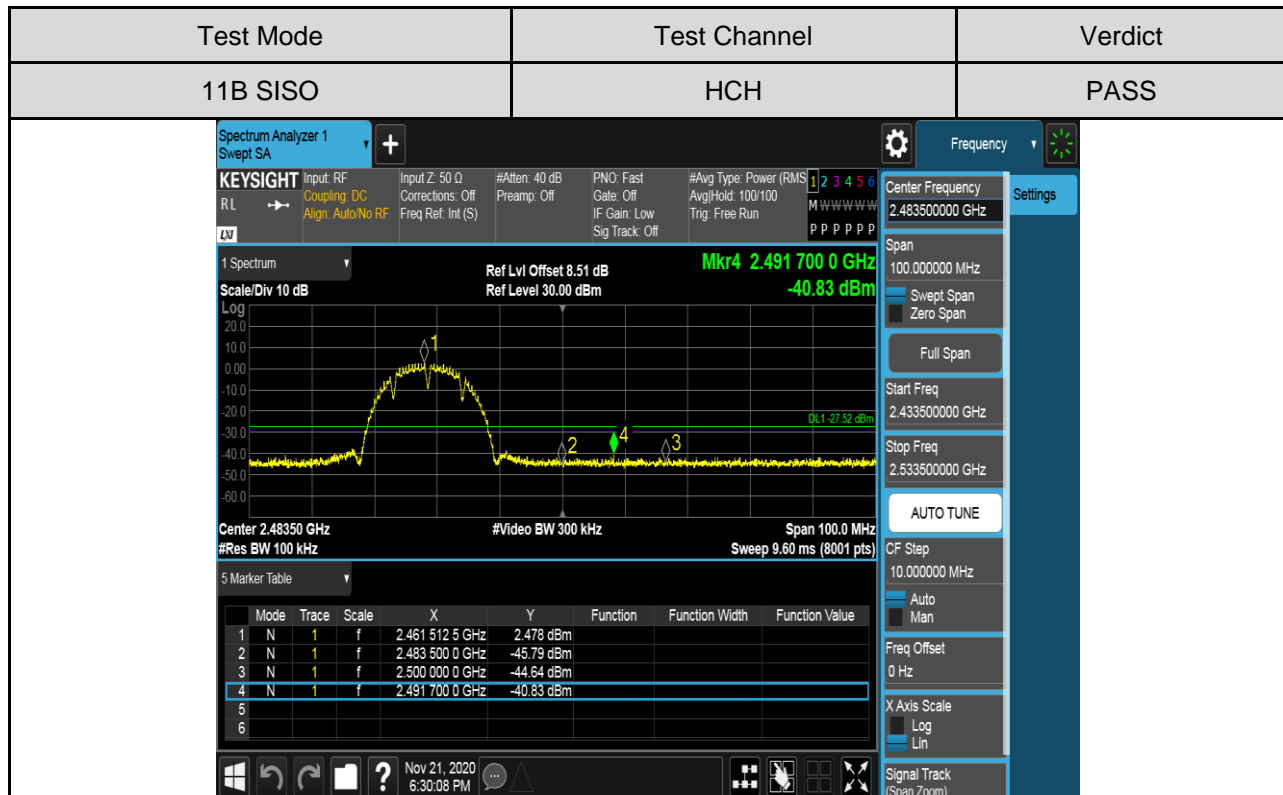 Test Mode Test Channel Verdict
11B SISO HCH PASS
Spectrum Analyzer 1
Swept SA
+
Frequency
KEYSIGHT Input: RF Input Z: 50 Ω #Atten: 40 dB PNO: Fast #Avg Type: Power (RMS 1 2 3 4 5 6
RL Coupling: DC Corrections: Off Preamp: Off Gate: Off Avg|Hold: 100/100 M W W W W W
Align: Auto/No RF Freq Ref: Int (S) IF Gain: Low Trig: Free Run
LXI Sig Track: Off P P P P P P
1 Spectrum Ref Lvl Offset 8.51 dB Mkr4 2.491 700 0 GHz
Scale/Div 10 dB Ref Level 30.00 dBm -40.83 dBm
Log
20.0
10.0
0.00
-10.0
-20.0
-30.0
-40.0
-50.0
-60.0
1
2
4
3
DL1 -27.52 dBm
Center 2.48350 GHz #Video BW 300 kHz Span 100.0 MHz
#Res BW 100 kHz Sweep 9.60 ms (8001 pts)
5 Marker Table
Mode Trace Scale X Y Function Function Width Function Value
1 N 1 f 2.461 512 5 GHz 2.478 dBm
2 N 1 f 2.483 500 0 GHz -45.79 dBm
3 N 1 f 2.500 000 0 GHz -44.64 dBm
4 N 1 f 2.491 700 0 GHz -40.83 dBm
5
6
? Nov 21, 2020
6:30:08 PM
Center Frequency
2.483500000 GHz
Settings
Span
100.000000 MHz
Swept Span
Zero Span
Full Span
Start Freq
2.433500000 GHz
Stop Freq
2.533500000 GHz
AUTO TUNE
CF Step
10.000000 MHz
Auto
Man
Freq Offset
0 Hz
X Axis Scale
Log
Lin
Signal Track
(Span Zoom)